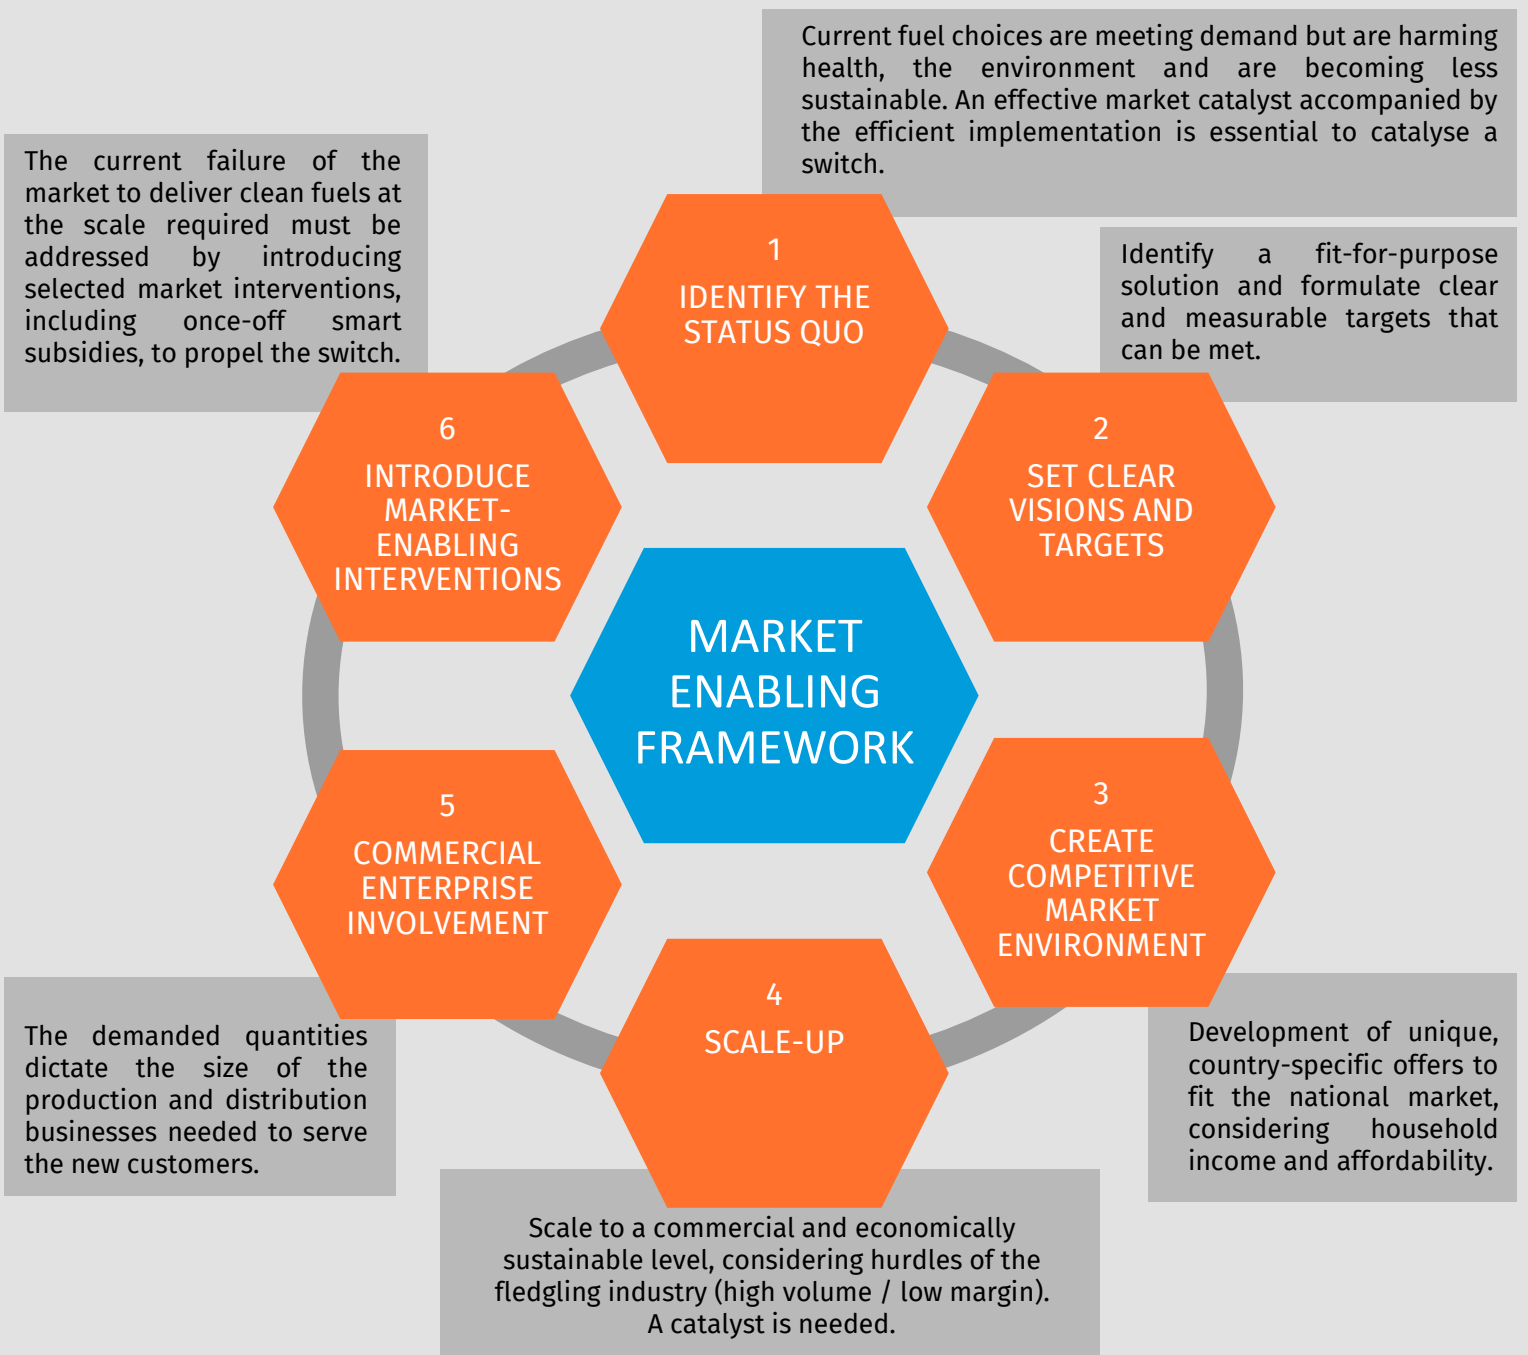 Current fuel choices are meeting demand but are harming
health, the environment and are becoming less
sustainable. An effective market catalyst accompanied by
the efficient implementation is essential to catalyse a
switch.
1
IDENTIFY THE
STATUS QUO
Identify a fit-for-purpose
solution and formulate clear
and measurable targets that
can be met.
2
SET CLEAR
VISIONS AND
TARGETS
3
CREATE
COMPETITIVE
MARKET
ENVIRONMENT
Development of unique,
country-specific offers to
fit the national market,
considering household
income and affordability.
4
SCALE-UP
Scale to a commercial and economically
sustainable level, considering hurdles of the
fledgling industry (high volume / low margin).
A catalyst is needed.
5
COMMERCIAL
ENTERPRISE
INVOLVEMENT
The demanded quantities
dictate the size of the
production and distribution
businesses needed to serve
the new customers.
The current failure of the
market to deliver clean fuels at
the scale required must be
addressed by introducing
selected market interventions,
including once-off smart
subsidies, to propel the switch.
6
INTRODUCE
MARKET-
ENABLING
INTERVENTIONS
MARKET
ENABLING
FRAMEWORK